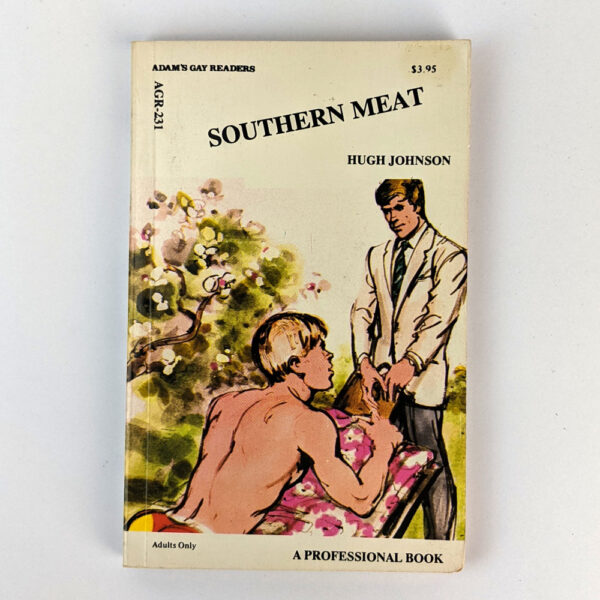 ADAM'S GAY READERS
$3.95
AGR-231
SOUTHERN MEAT
HUGH JOHNSON
Adults Only
A PROFESSIONAL BOOK